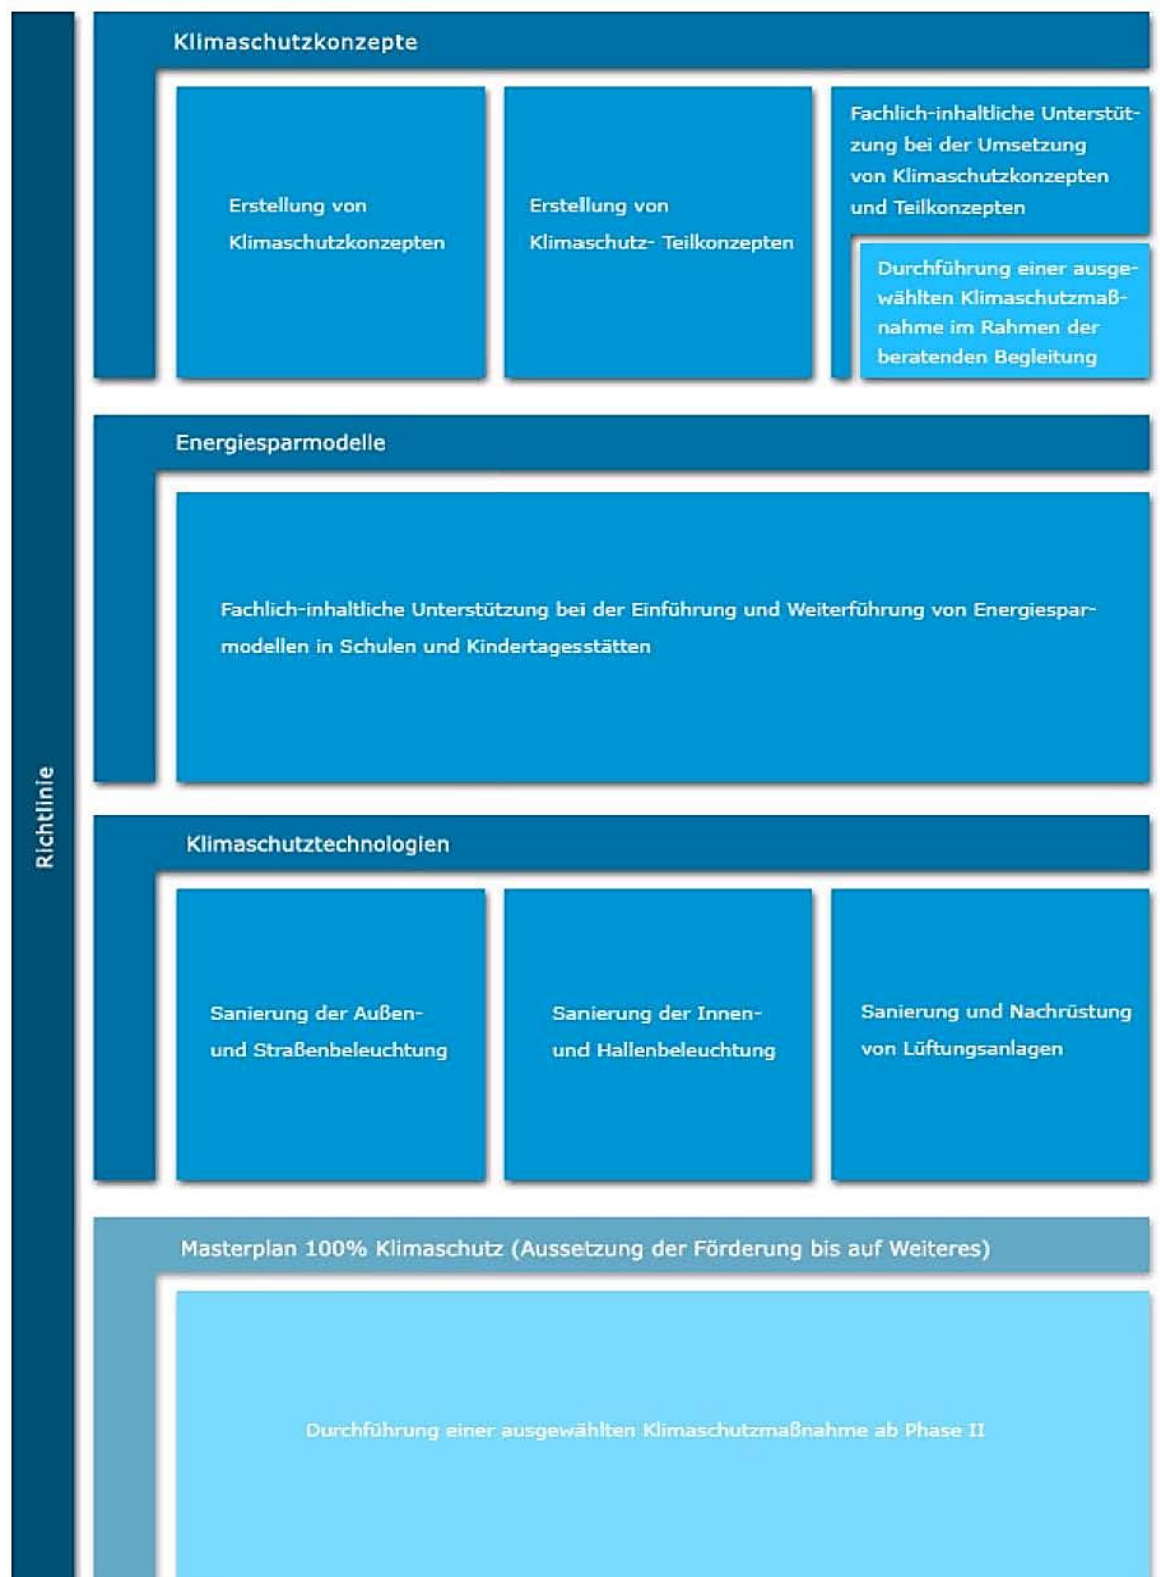 Richtlinie
Klimaschutzkonzepte
Erstellung von
Klimaschutzkonzepten
Erstellung von
Klimaschutz- Teilkonzepten
Fachlich-inhaltliche Unterstüt-
zung bei der Umsetzung
von Klimaschutzkonzepten
und Teilkonzepten
Durchführung einer ausge-
wählten Klimaschutzmaß-
nahme im Rahmen der
beratenden Begleitung
Energiesparmodelle
Fachlich-inhaltliche Unterstützung bei der Einführung und Weiterführung von Energiespar-
modellen in Schulen und Kindertagesstätten
Klimaschutztechnologien
Sanierung der Außen-
und Straßenbeleuchtung
Sanierung der Innen-
und Hallenbeleuchtung
Sanierung und Nachrüstung
von Lüftungsanlagen
Masterplan 100% Klimaschutz (Aussetzung der Förderung bis auf Weiteres)
Durchführung einer ausgewählten Klimaschutzmaßnahme ab Phase II